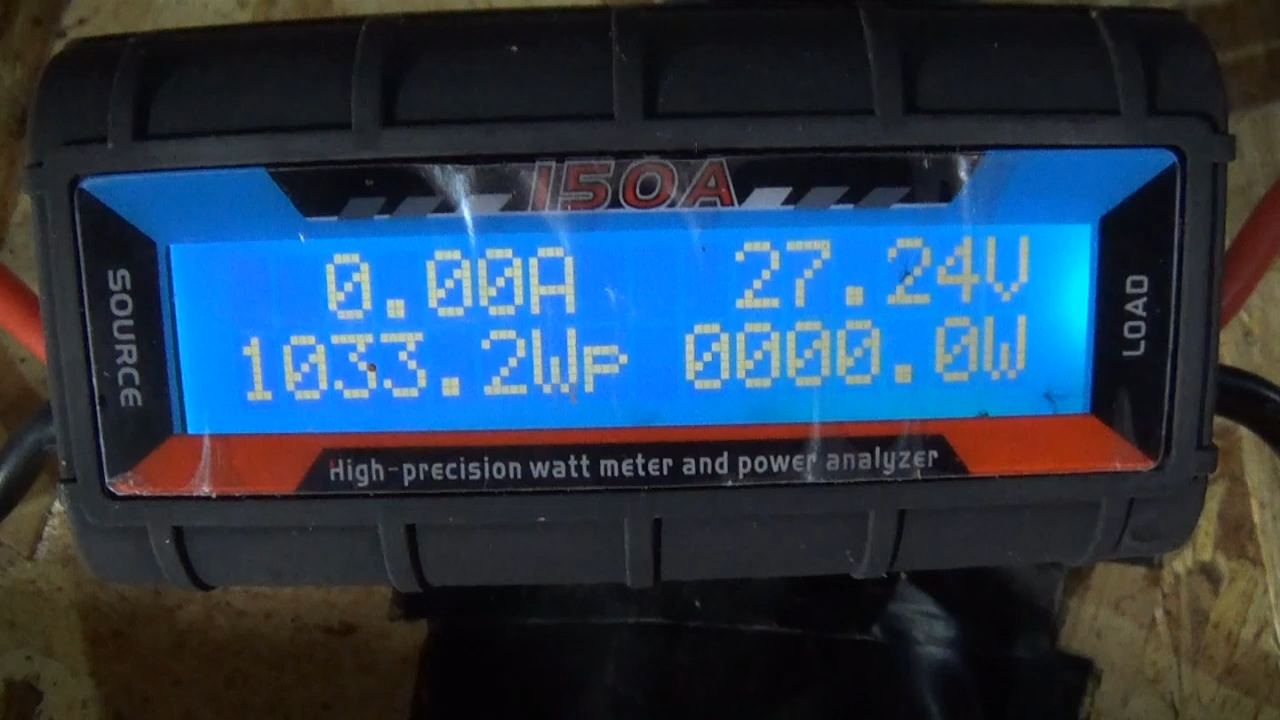 150A
SOURCE
0.00A 27.24V
1033.2Wp 0000.0W
LOAD
High-precision watt meter and power analyzer